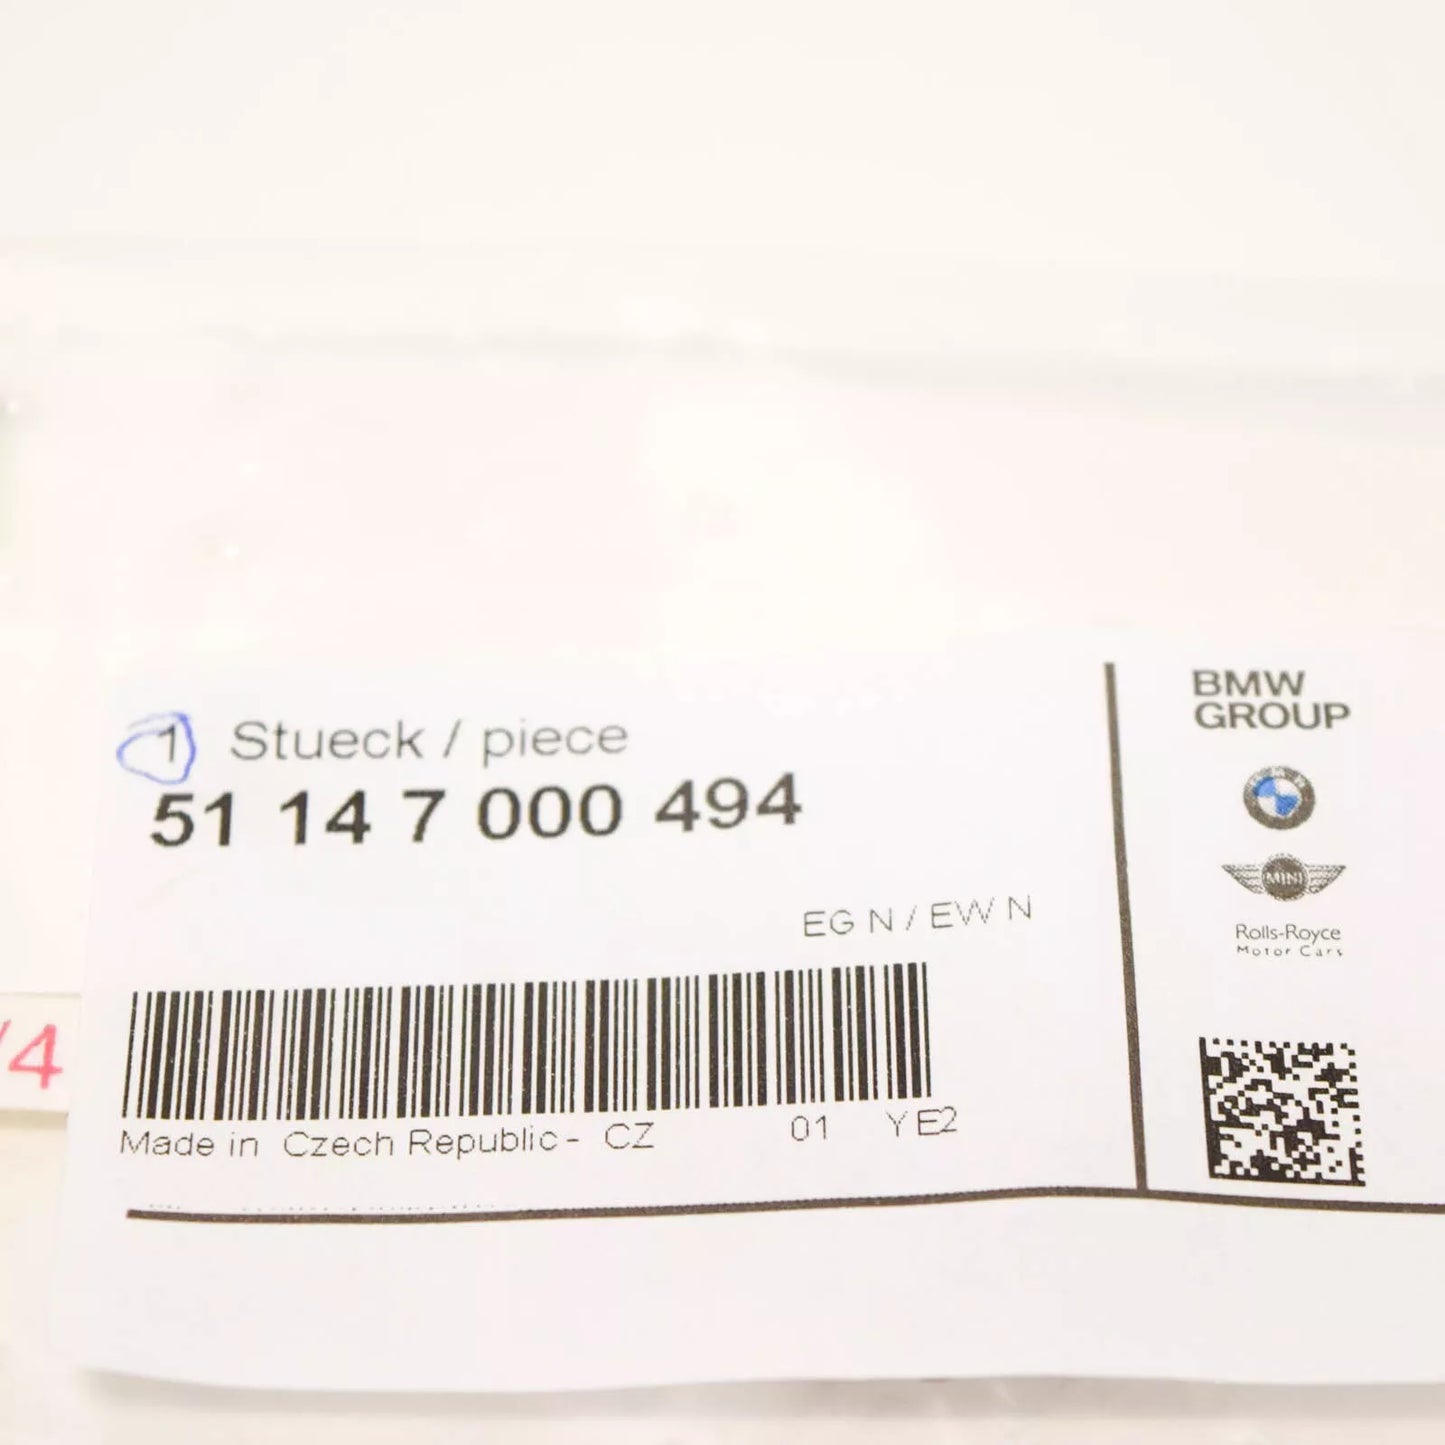 1 Stueck / piece
51 14 7 000 494
EG N / EW N
Made in Czech Republic - CZ 01 YE2
BMW
GROUP
MINI
Rolls-Royce
Motor Cars
/4